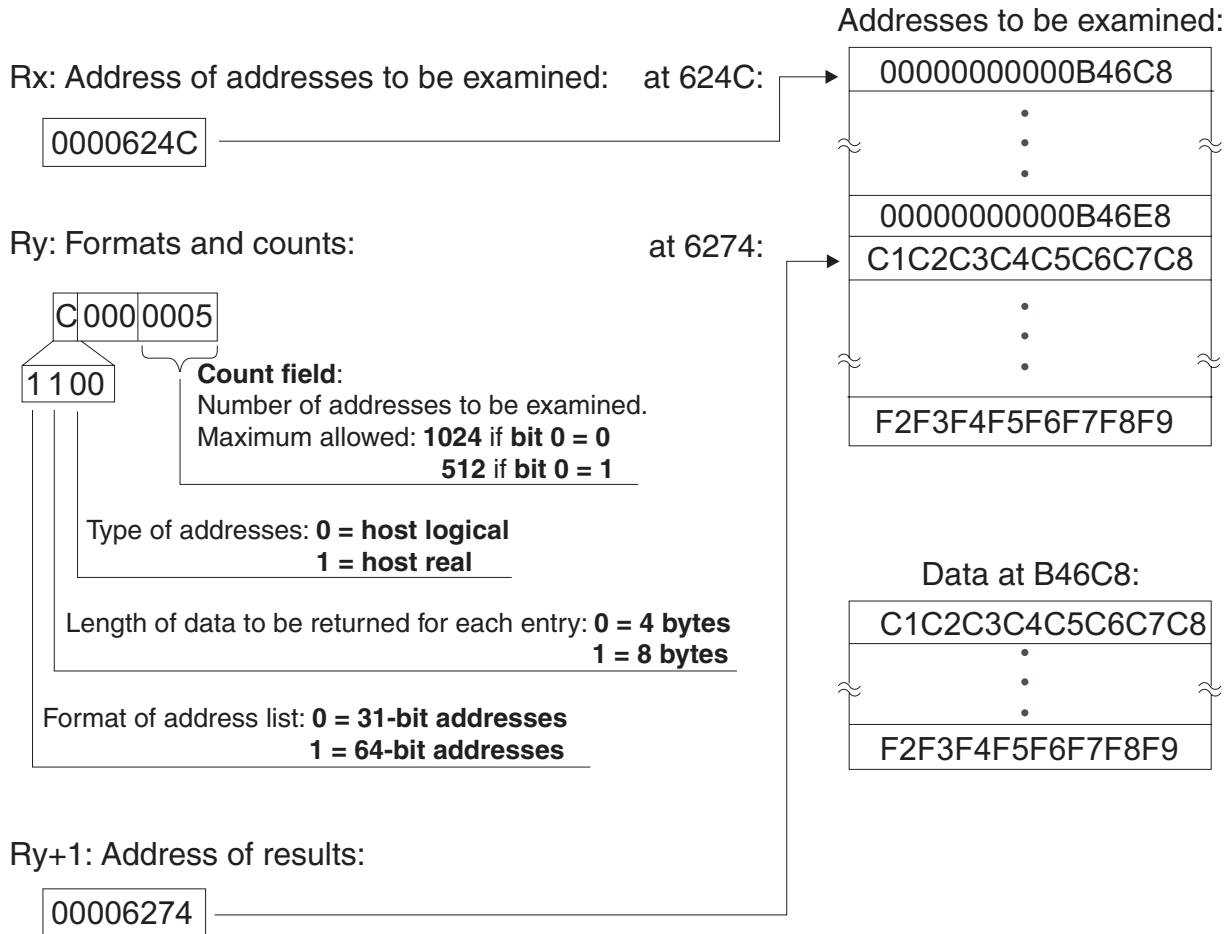 Addresses to be examined:
Rx: Address of addresses to be examined: at 624C:
00000000000B46C8
0000624C
00000000000B46E8
Ry: Formats and counts: at 6274:
C1C2C3C4C5C6C7C8
C 000 0005
1 1 00
Count field:
Number of addresses to be examined.
Maximum allowed: 1024 if bit 0 = 0
512 if bit 0 = 1
F2F3F4F5F6F7F8F9
Type of addresses: 0 = host logical
1 = host real
Data at B46C8:
Length of data to be returned for each entry: 0 = 4 bytes
1 = 8 bytes
C1C2C3C4C5C6C7C8
Format of address list: 0 = 31-bit addresses
1 = 64-bit addresses
F2F3F4F5F6F7F8F9
Ry+1: Address of results:
00006274